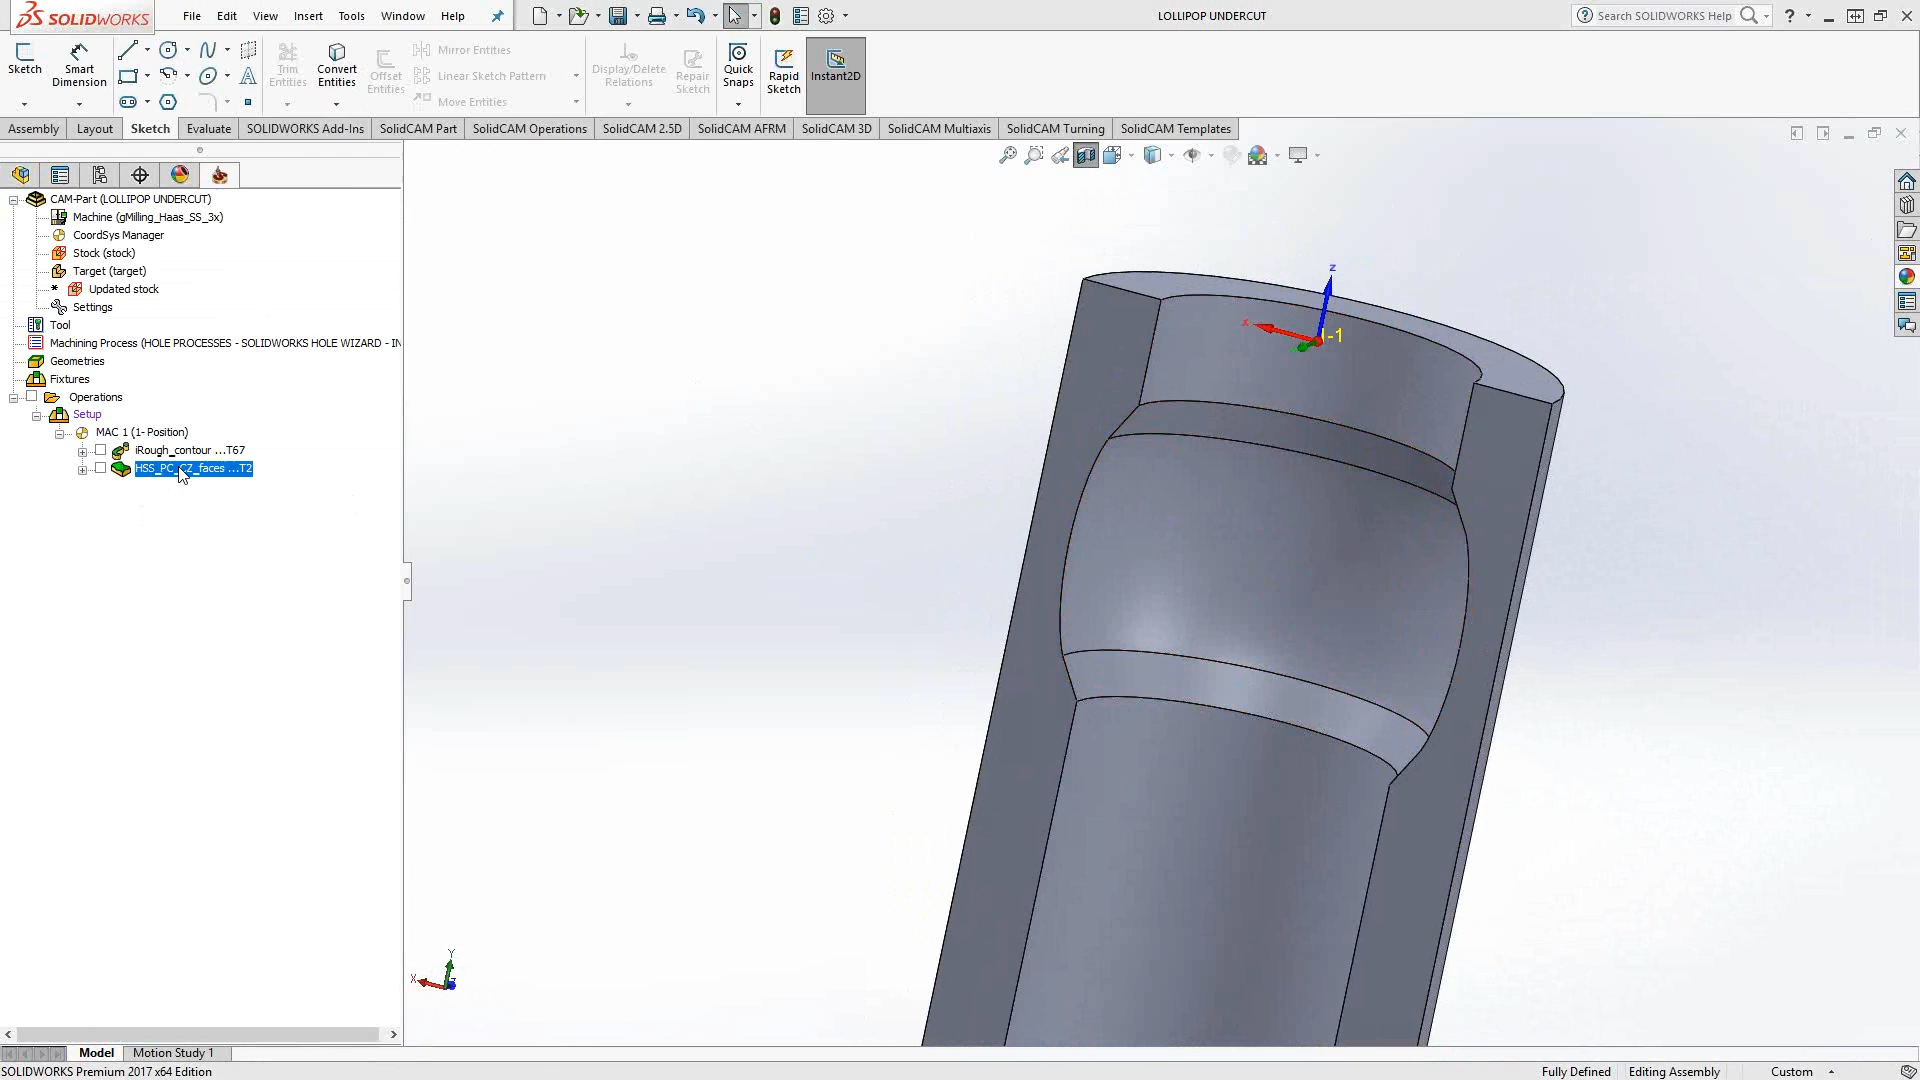 SOLIDWORKS
File Edit View Insert Tools Window Help
LOLLIPOP UNDERCUT
Search SOLIDWORKS Help
Sketch
Smart Dimension
Trim Entities
Convert Entities
Offset Entities
Mirror Entities
Linear Sketch Pattern
Move Entities
Display/Delete Relations
Repair Sketch
Quick Snaps
Rapid Sketch
Instant2D
Assembly Layout Sketch Evaluate SOLIDWORKS Add-Ins SolidCAM Part SolidCAM Operations SolidCAM 2.5D SolidCAM AFRM SolidCAM 3D SolidCAM Multiaxis SolidCAM Turning SolidCAM Templates
CAM-Part (LOLLIPOP UNDERCUT)
Machine (gMilling_Haas_SS_3x)
CoordSys Manager
Stock (stock)
Target (target)
* Updated stock
Settings
Tool
Machining Process (HOLE PROCESSES - SOLIDWORKS HOLE WIZARD - IN
Geometries
Fixtures
Operations
Setup
MAC 1 (1- Position)
iRough_contour ...T67
HSS_PC_CZ_faces ...T2
z
x
1-1
Y
X
Z
Model Motion Study 1
SOLIDWORKS Premium 2017 x64 Edition
Fully Defined Editing Assembly Custom